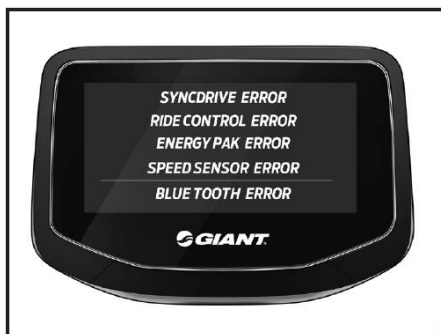 SYNCDRIVE ERROR
RIDE CONTROL ERROR
ENERGY PAK ERROR
SPEED SENSOR ERROR
BLUE TOOTH ERROR
GIANT.